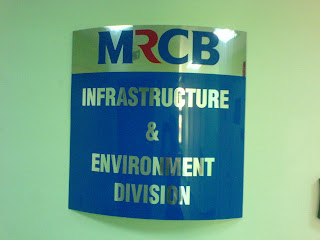 MRCB
INFRASTRUCTURE
&
ENVIRONMENT
DIVISION